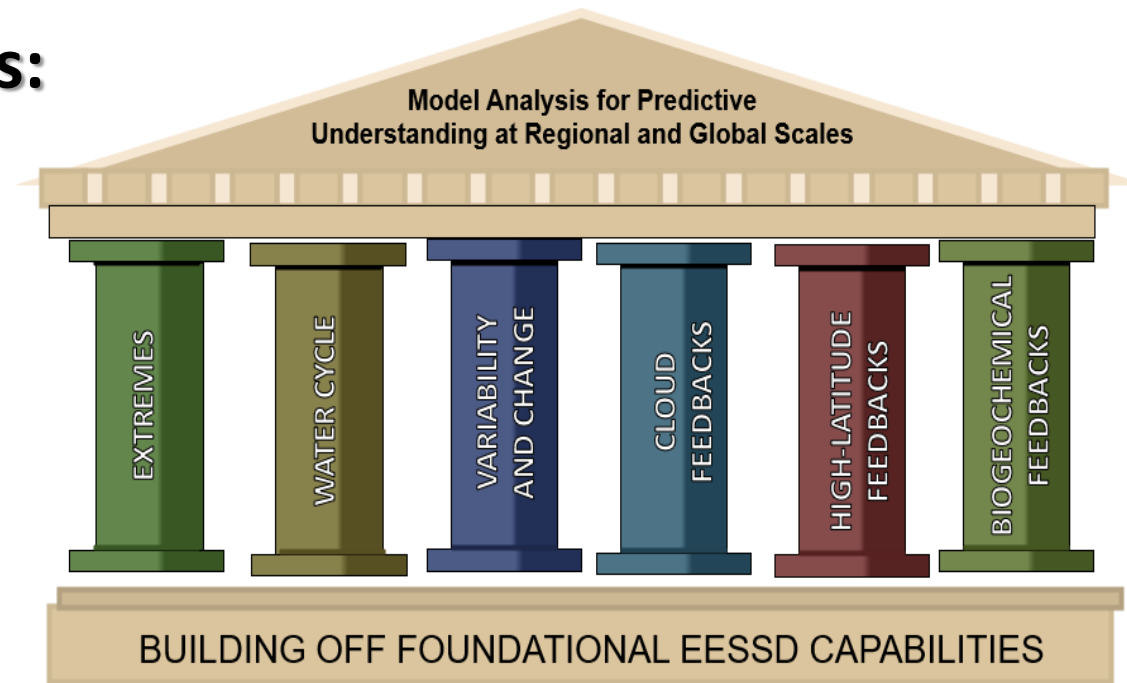 s:
Model Analysis for Predictive
Understanding at Regional and Global Scales
EXTREMES
WATER CYCLE
VARIABILITY
AND CHANGE
CLOUD
FEEDBACKS
HIGH-LATITUDE
FEEDBACKS
BIOGEOCHEMICAL
FEEDBACKS
BUILDING OFF FOUNDATIONAL EESSD CAPABILITIES